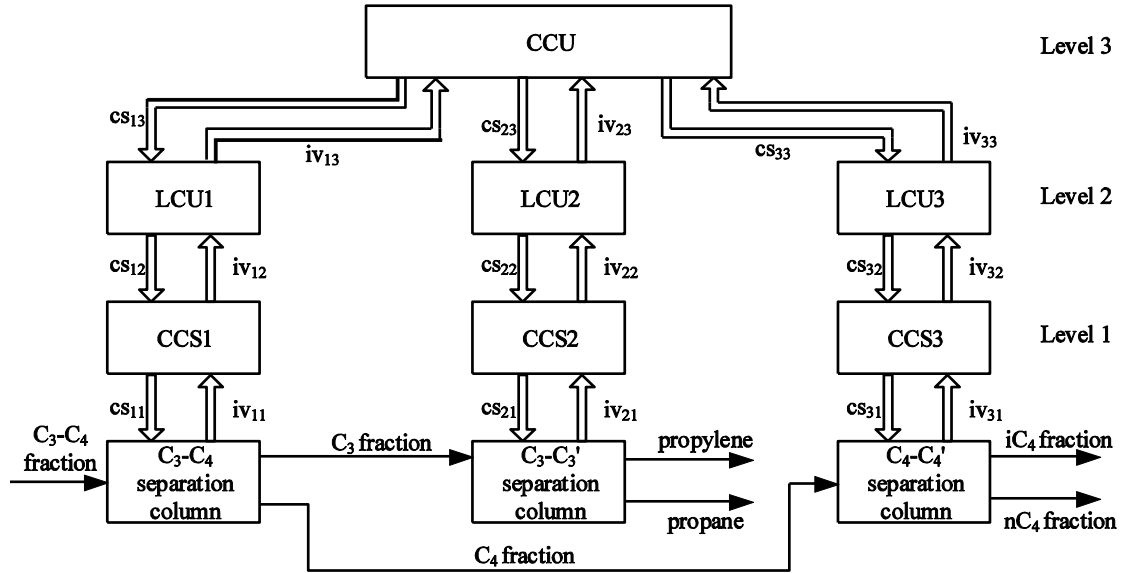 CCU
Level 3
cs₁₃
iv₁₃
cs₂₃
iv₂₃
cs₃₃
iv₃₃
LCU1
LCU2
LCU3
Level 2
cs₁₂
iv₁₂
cs₂₂
iv₂₂
cs₃₂
iv₃₂
CCS1
CCS2
CCS3
Level 1
cs₁₁
iv₁₁
cs₂₁
iv₂₁
cs₃₁
iv₃₁
C₃-C₄
fraction
C₃-C₄
separation
column
C₃ fraction
C₃-C₃'
separation
column
propylene
propane
C₄-C₄'
separation
column
iC₄ fraction
nC₄ fraction
C₄ fraction